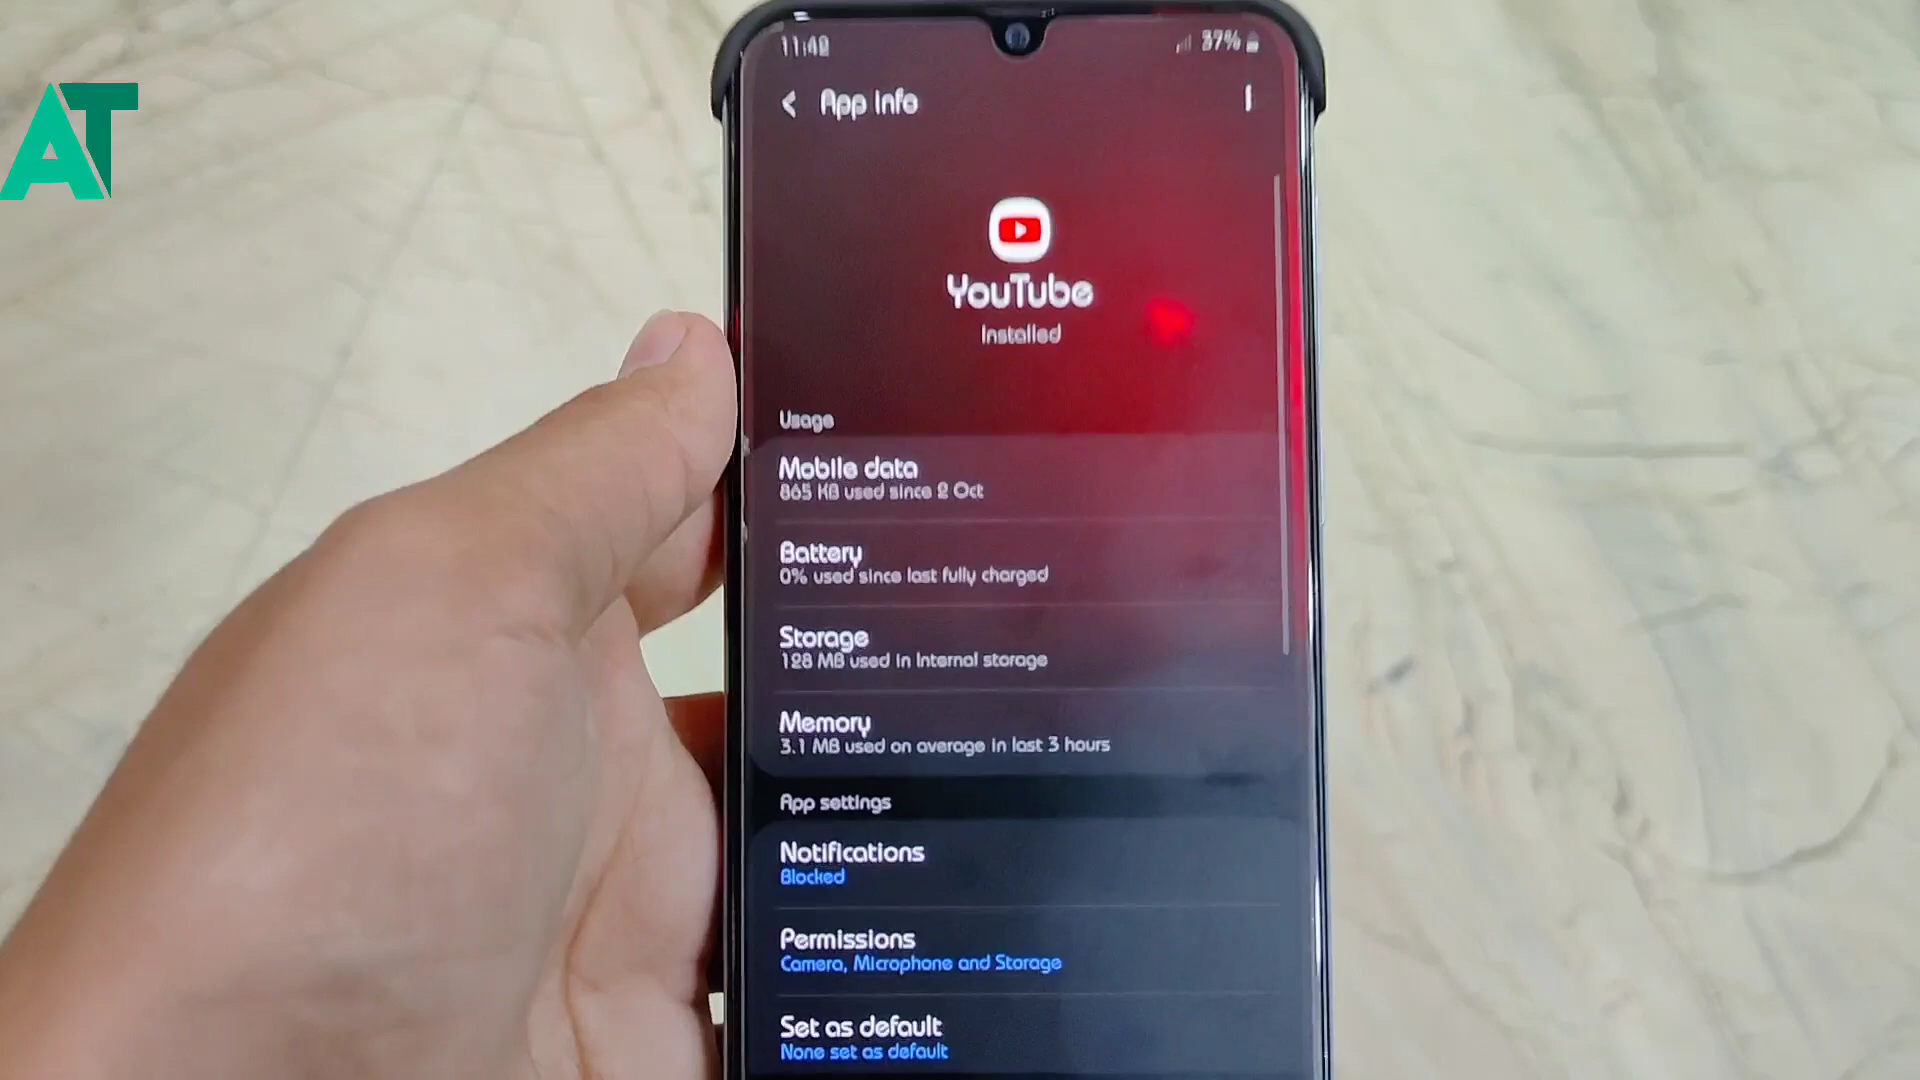 AT
11:42
37%
App info
YouTube
Installed
Usage
Mobile data
865 KB used since 2 Oct
Battery
0% used since last fully charged
Storage
128 MB used in Internal storage
Memory
3.1 MB used on average in last 3 hours
App settings
Notifications
Blocked
Permissions
Camera, Microphone and Storage
Set as default
None set as default